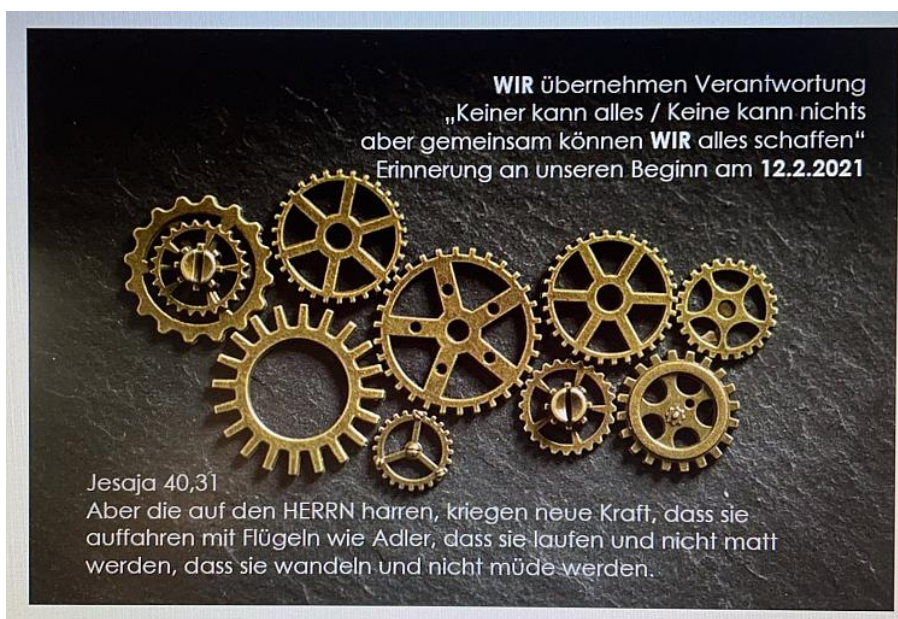 WIR übernehmen Verantwortung
„Keiner kann alles / Keine kann nichts
aber gemeinsam können WIR alles schaffen“
Erinnerung an unseren Beginn am 12.2.2021
Jesaja 40,31
Aber die auf den HERRN harren, kriegen neue Kraft, dass sie
auffahren mit Flügeln wie Adler, dass sie laufen und nicht matt
werden, dass sie wandeln und nicht müde werden.